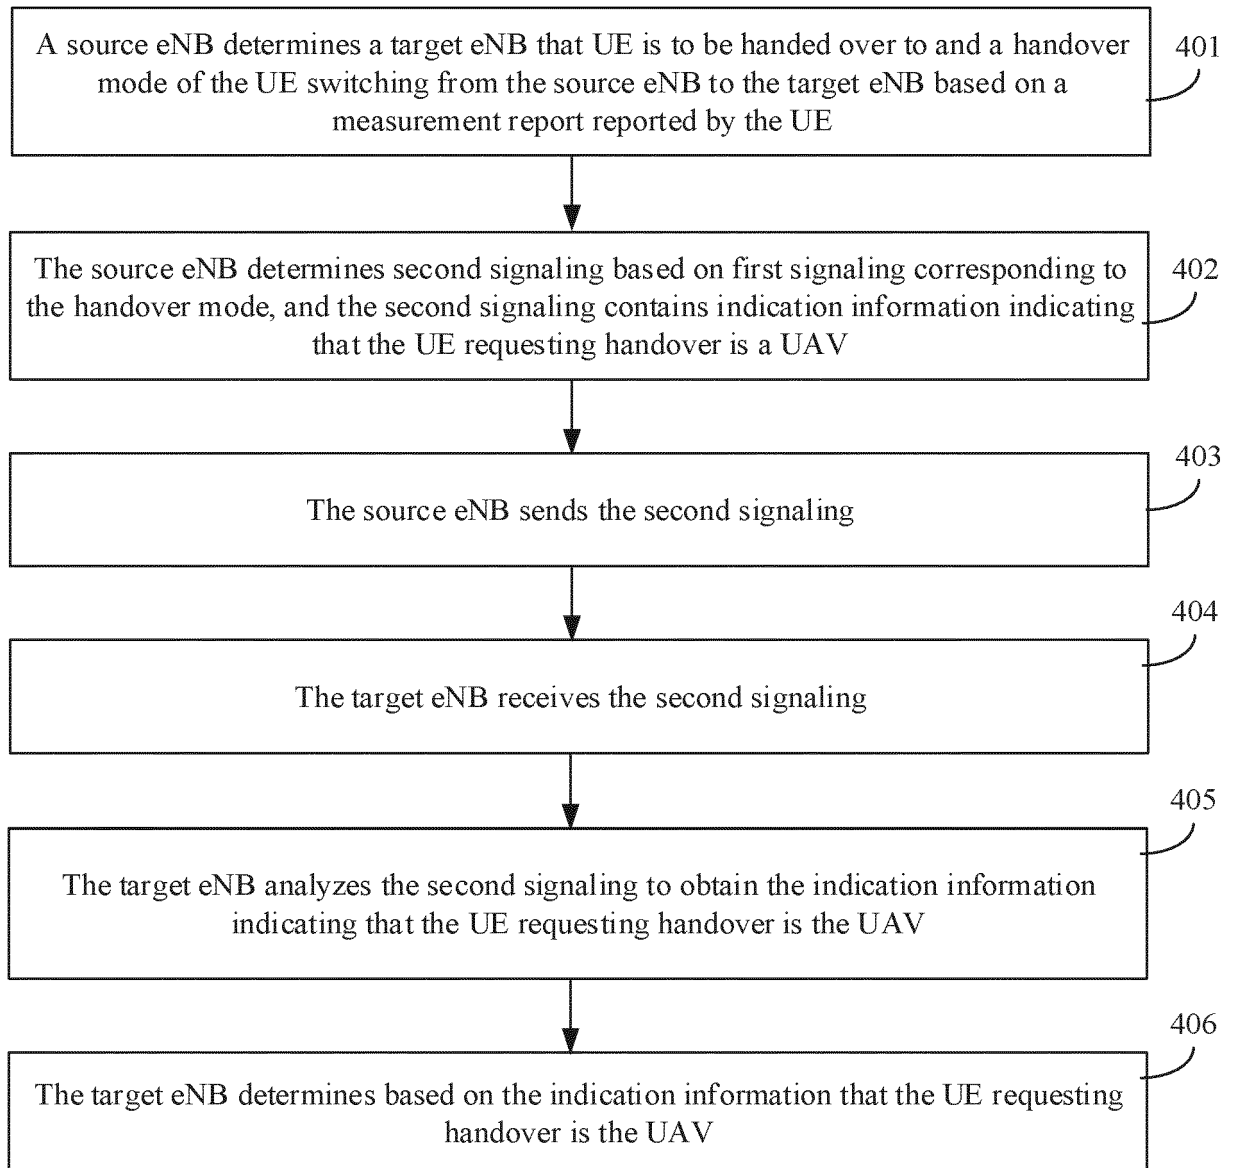 A source eNB determines a target eNB that UE is to be handed over to and a handover
mode of the UE switching from the source eNB to the target eNB based on a
measurement report reported by the UE
401
The source eNB determines second signaling based on first signaling corresponding to
the handover mode, and the second signaling contains indication information indicating
that the UE requesting handover is a UAV
402
The source eNB sends the second signaling
403
The target eNB receives the second signaling
404
The target eNB analyzes the second signaling to obtain the indication information
indicating that the UE requesting handover is the UAV
405
The target eNB determines based on the indication information that the UE requesting
handover is the UAV
406